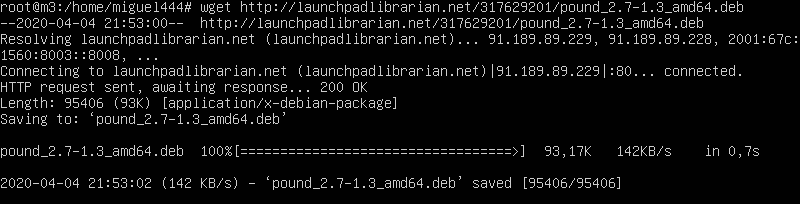 root@m3:/home/miguel444# wget http://launchpadlibrarian.net/317629201/pound_2.7-1.3_amd64.deb
--2020-04-04 21:53:00--  http://launchpadlibrarian.net/317629201/pound_2.7-1.3_amd64.deb
Resolving launchpadlibrarian.net (launchpadlibrarian.net)... 91.189.89.229, 91.189.89.228, 2001:67c:
1560:8003::8008, ...
Connecting to launchpadlibrarian.net (launchpadlibrarian.net)|91.189.89.229|:80... connected.
HTTP request sent, awaiting response... 200 OK
Length: 95406 (93K) [application/x-debian-package]
Saving to: ‘pound_2.7-1.3_amd64.deb’
pound_2.7-1.3_amd64.deb  100%[==================================>]  93,17K   142KB/s    in 0,7s
2020-04-04 21:53:02 (142 KB/s) - ‘pound_2.7-1.3_amd64.deb’ saved [95406/95406]